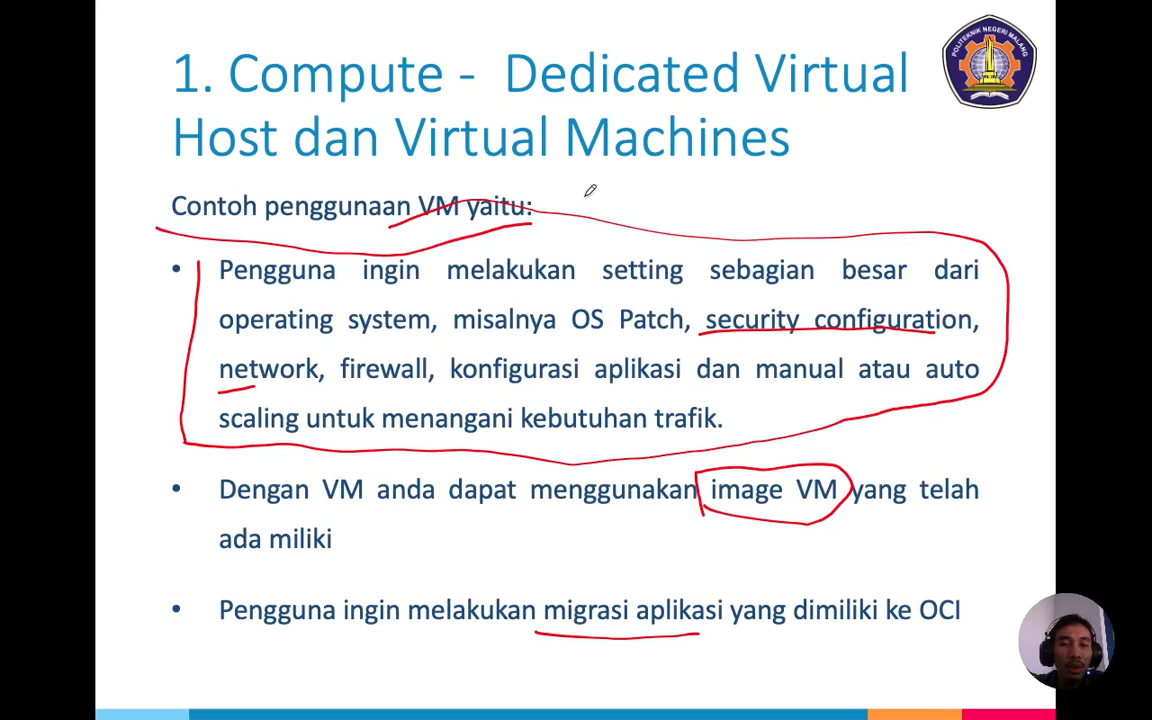 1. Compute - Dedicated Virtual
Host dan Virtual Machines
POLITEKNIK NEGERI MALANG
Contoh penggunaan VM yaitu:
• Pengguna ingin melakukan setting sebagian besar dari
operating system, misalnya OS Patch, security configuration,
network, firewall, konfigurasi aplikasi dan manual atau auto
scaling untuk menangani kebutuhan trafik.
• Dengan VM anda dapat menggunakan image VM yang telah
ada miliki
• Pengguna ingin melakukan migrasi aplikasi yang dimiliki ke OCI